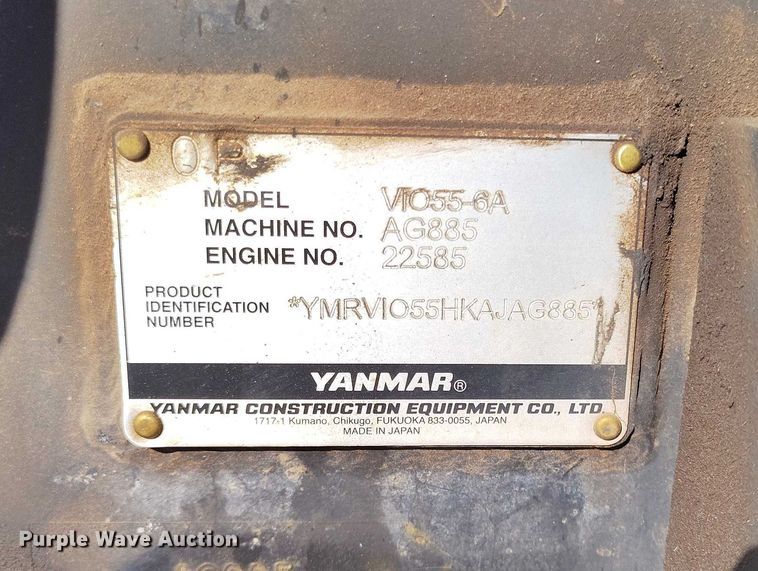 0 P
MODEL VIO55-6A
MACHINE NO. AG885
ENGINE NO. 22585
PRODUCT
IDENTIFICATION *YMRVIO55HKAJAG885*
NUMBER
YANMAR®
YANMAR CONSTRUCTION EQUIPMENT CO., LTD.
1717-1 Kumano, Chikugo, FUKUOKA 833-0055, JAPAN
MADE IN JAPAN
Purple Wave Auction